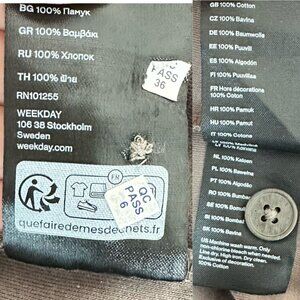 BG 100% Памук
GR 100% Βαμβάκι
RU 100% Хлопок
TH 100% ฝ้าย
RN101255
WEEKDAY
106 38 Stockholm
Sweden
weekday.com
PASS
36
FR
QC
PASS
6
quefairedemesdechets.fr
GB 100% Cotton
CZ 100% Bavlna
DE 100% Baumwolle
EE 100% Puuvill
ES 100% Algodón
FI 100% Puuvillaa
FR Hors décorations
100% Coton
HR 100% Pamuk
HU 100% Pamut
IT 100% Cotone
NL 100% Katoen
PL 100% Bawełna
PT 100% Algodão
RO 100% Bumbac
SK 100% Bavlna
US Machine wash warm. Only
non-chlorine bleach when needed.
Line dry. Medium iron. Dry clean.
Exclusive of decoration.
100% Cotton